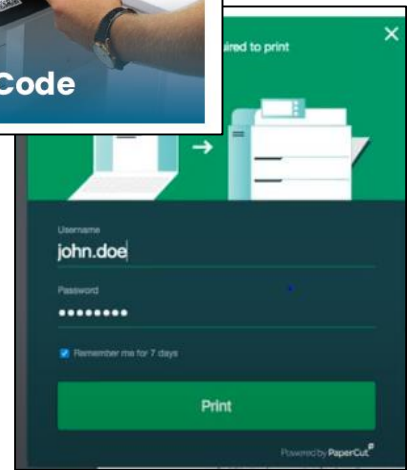 Code
ired to print
Username
john.doe
Password
Remember me for 7 days
Print
Powered by PaperCut